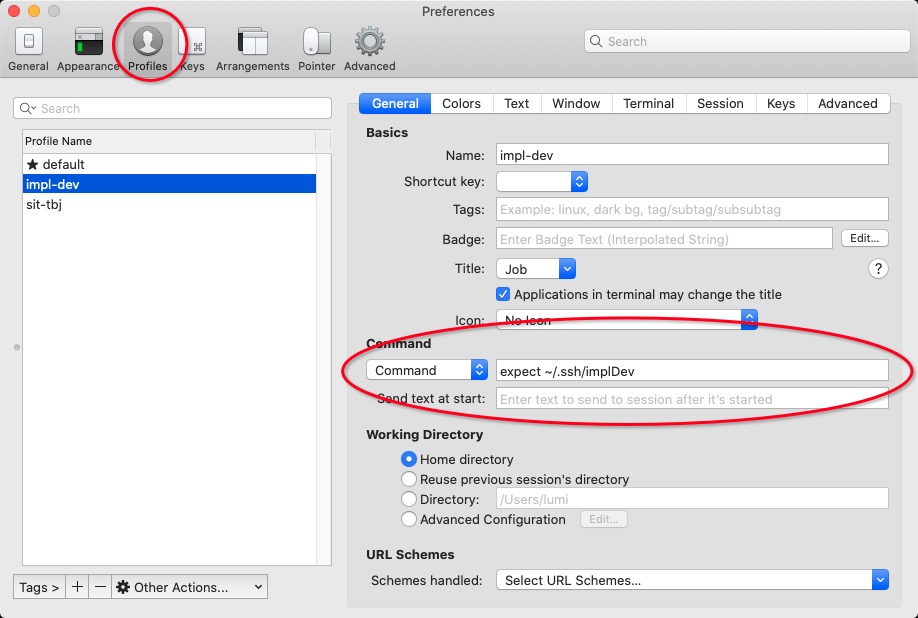 Preferences
General Appearance Profiles Keys Arrangements Pointer Advanced
Search
Search
General Colors Text Window Terminal Session Keys Advanced
Profile Name
★ default
impl-dev
sit-tbj
Basics
Name: impl-dev
Shortcut key:
Tags: Example: linux, dark bg, tag/subtag/subsubtag
Badge: Enter Badge Text (Interpolated String) Edit...
Title: Job ?
Applications in terminal may change the title
Icon: No Icon
Command
Command expect ~/.ssh/implDev
Send text at start: Enter text to send to session after it's started
Working Directory
Home directory
Reuse previous session's directory
Directory: /Users/lumi
Advanced Configuration Edit...
URL Schemes
Schemes handled: Select URL Schemes...
Tags > + − Other Actions...